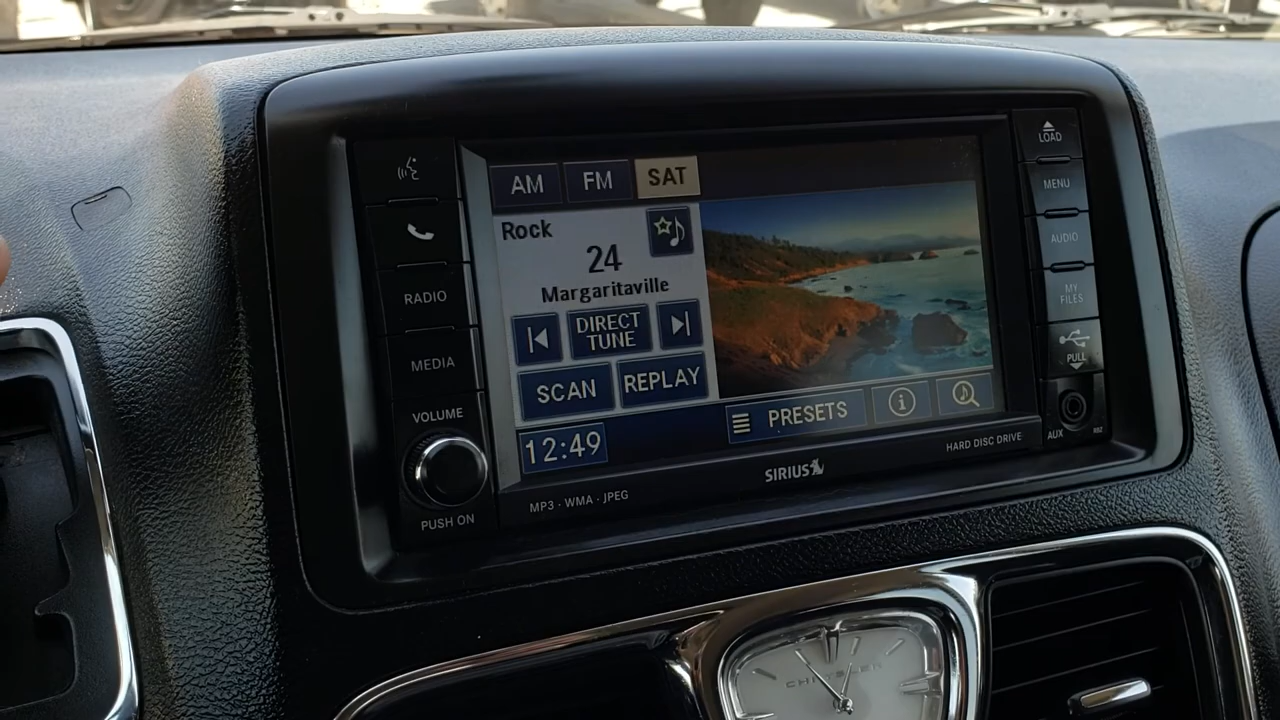 AM FM SAT
Rock
24
Margaritaville
DIRECT
TUNE
SCAN REPLAY
12:49 PRESETS
RADIO
MEDIA
VOLUME
PUSH ON
LOAD
MENU
AUDIO
MY
FILES
PULL
AUX
MP3 · WMA · JPEG
SIRIUS
HARD DISC DRIVE
CHRYSLER